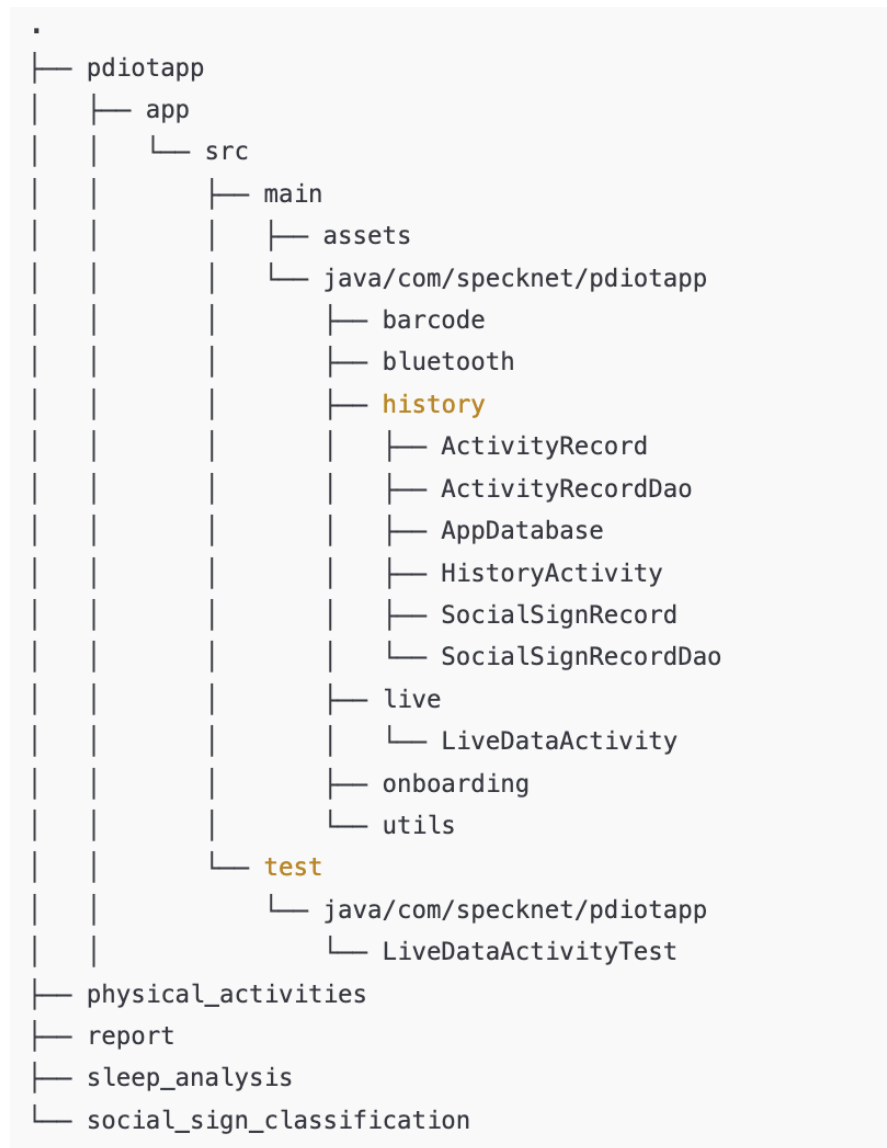 .
├── pdiotapp
│   ├── app
│   │   └── src
│   │       ├── main
│   │       │   ├── assets
│   │       │   └── java/com/specknet/pdiotapp
│   │       │       ├── barcode
│   │       │       ├── bluetooth
│   │       │       ├── history
│   │       │       │   ├── ActivityRecord
│   │       │       │   ├── ActivityRecordDao
│   │       │       │   ├── AppDatabase
│   │       │       │   ├── HistoryActivity
│   │       │       │   ├── SocialSignRecord
│   │       │       │   └── SocialSignRecordDao
│   │       │       ├── live
│   │       │       │   └── LiveDataActivity
│   │       │       ├── onboarding
│   │       │       └── utils
│   │       └── test
│   │           └── java/com/specknet/pdiotapp
│   │               └── LiveDataActivityTest
├── physical_activities
├── report
├── sleep_analysis
└── social_sign_classification